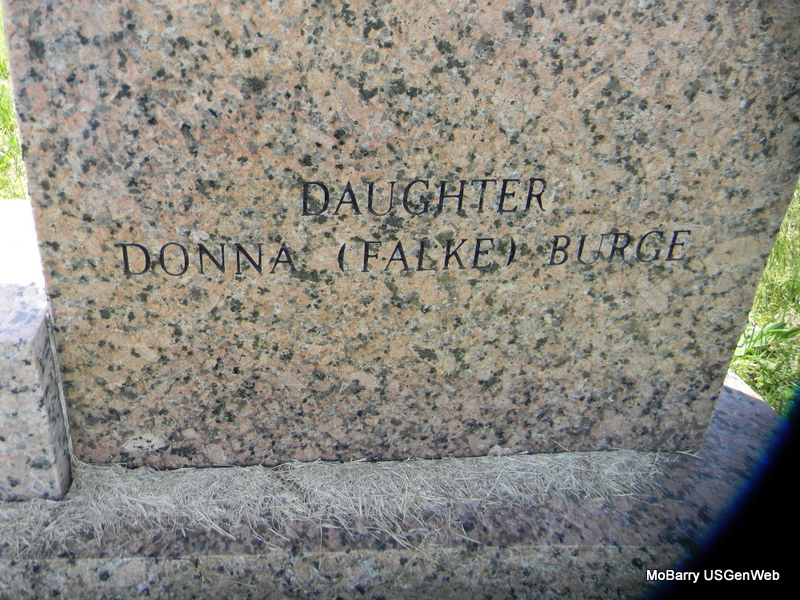 DAUGHTER
DONNA (FALKE) BURGE
MoBarry USGenWeb